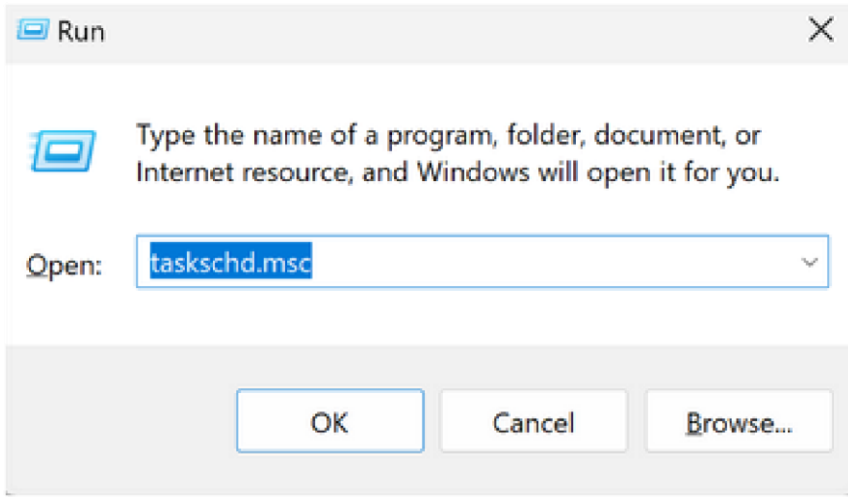 Run
Type the name of a program, folder, document, or
Internet resource, and Windows will open it for you.
Open: taskschd.msc
OK Cancel Browse...